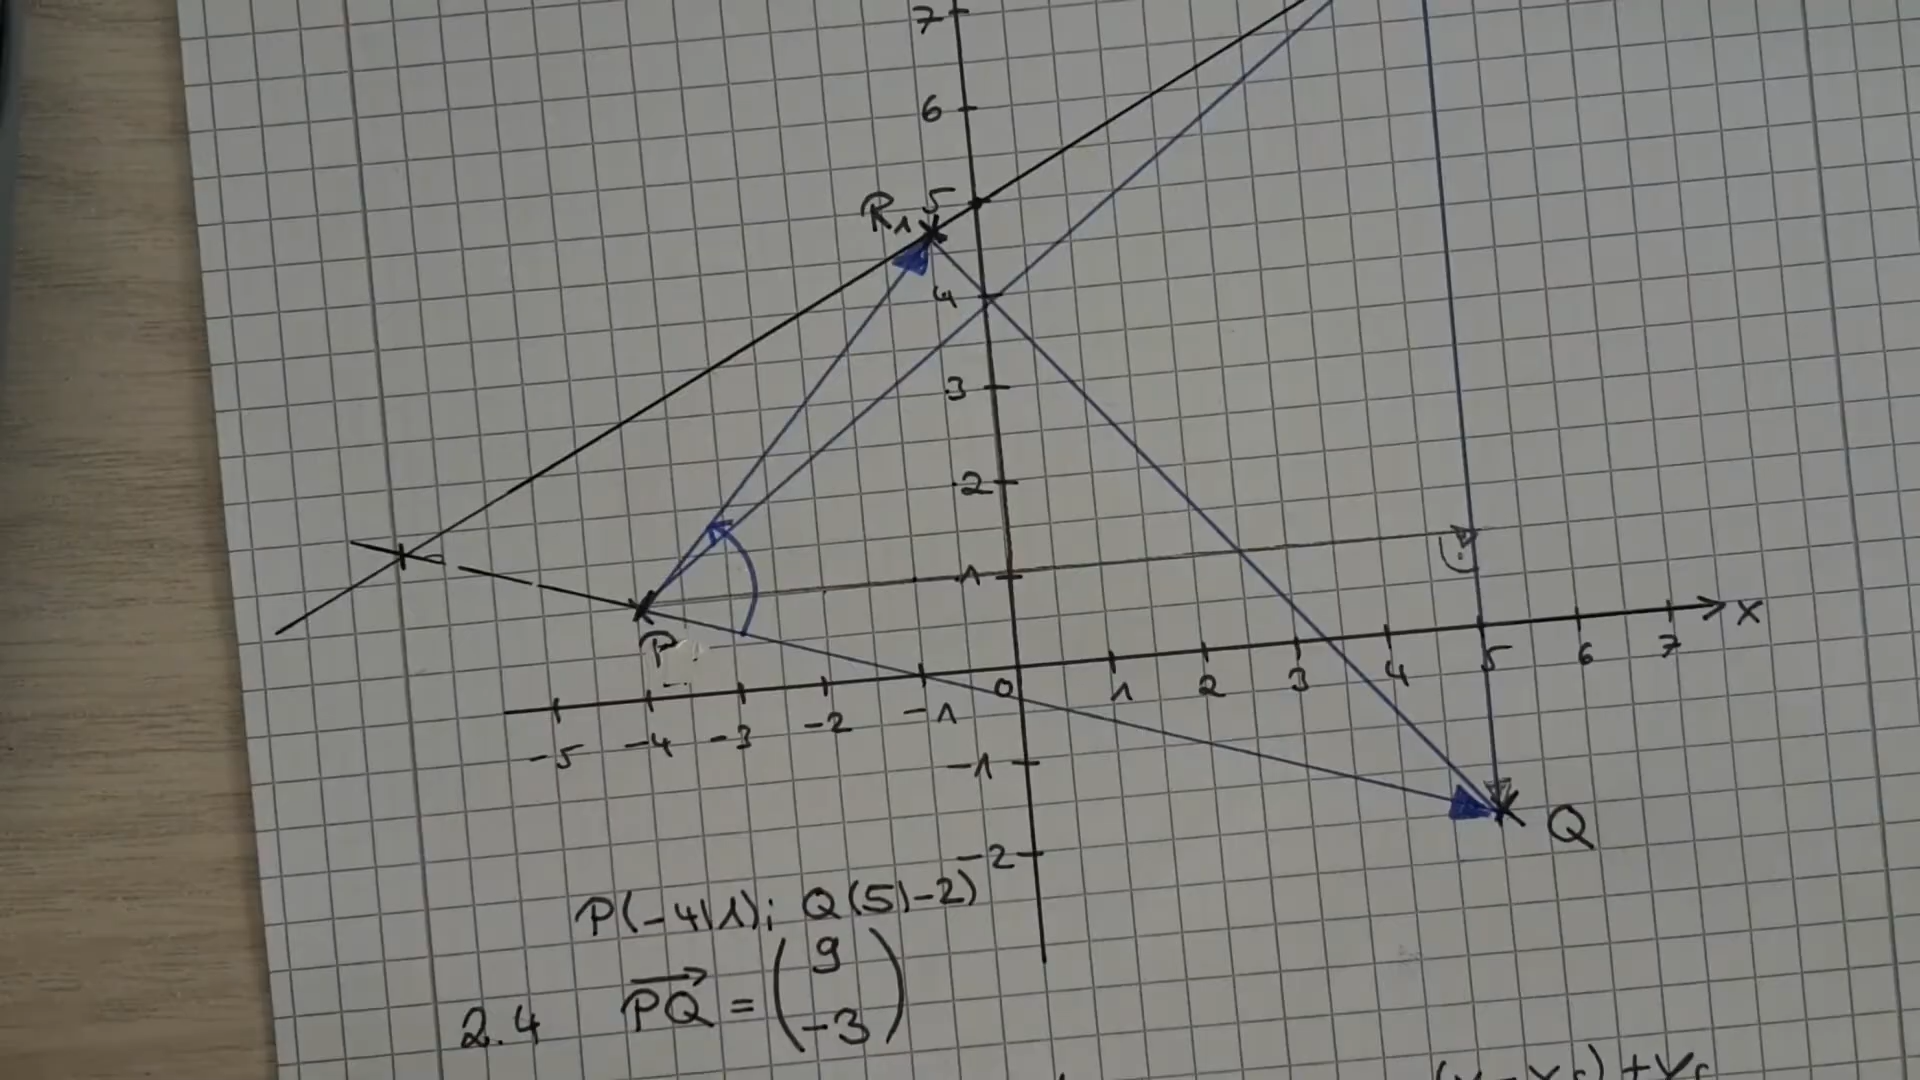 7
6
R₁ 5
4
3
2
1
P
0 1 2 3 4 5 6 7 x
-5 -4 -3 -2 -1
-1
Q
-2
P(-4|1); Q(5|-2)
2.4 PQ = (9
-3)
) + y